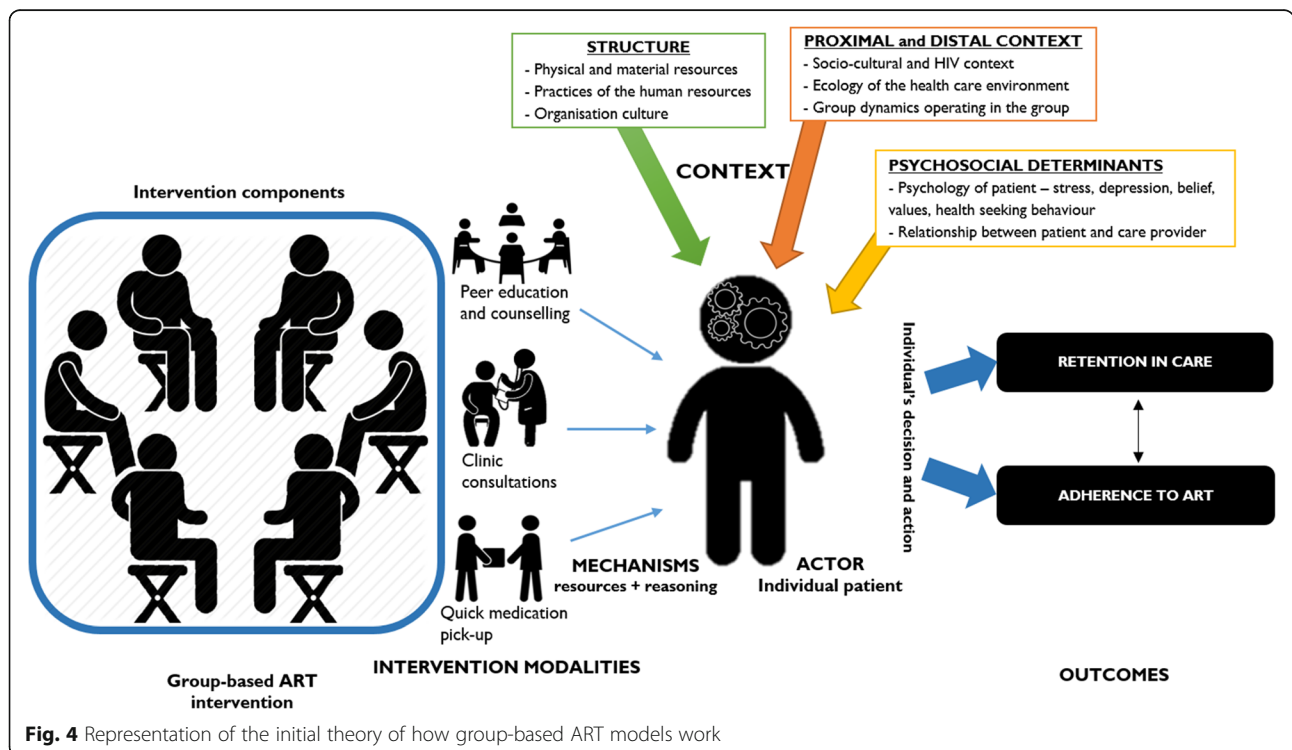 STRUCTURE
- Physical and material resources
- Practices of the human resources
- Organisation culture
PROXIMAL and DISTAL CONTEXT
- Socio-cultural and HIV context
- Ecology of the health care environment
- Group dynamics operating in the group
CONTEXT
PSYCHOSOCIAL DETERMINANTS
- Psychology of patient – stress, depression, belief,
values, health seeking behaviour
- Relationship between patient and care provider
Intervention components
Peer education
and counselling
Clinic
consultations
Quick medication
pick-up
MECHANISMS
resources + reasoning
ACTOR
Individual patient
Individual's decision and action
RETENTION IN CARE
ADHERENCE TO ART
INTERVENTION MODALITIES
Group-based ART
intervention
OUTCOMES
Fig. 4 Representation of the initial theory of how group-based ART models work